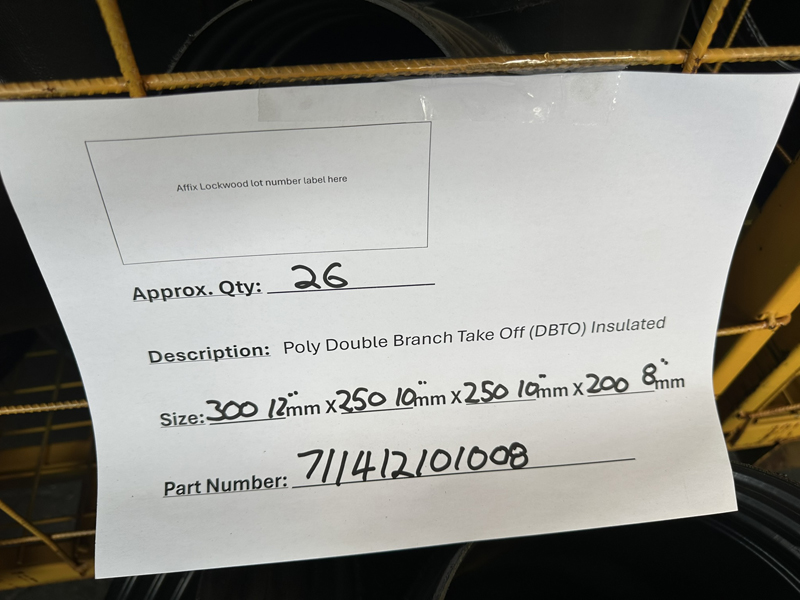 Affix Lockwood lot number label here
Approx. Qty: 26
Description: Poly Double Branch Take Off (DBTO) Insulated
Size: 300 12"mm X 250 10"mm X 250 10"mm X 200 8"mm
Part Number: 711412101008